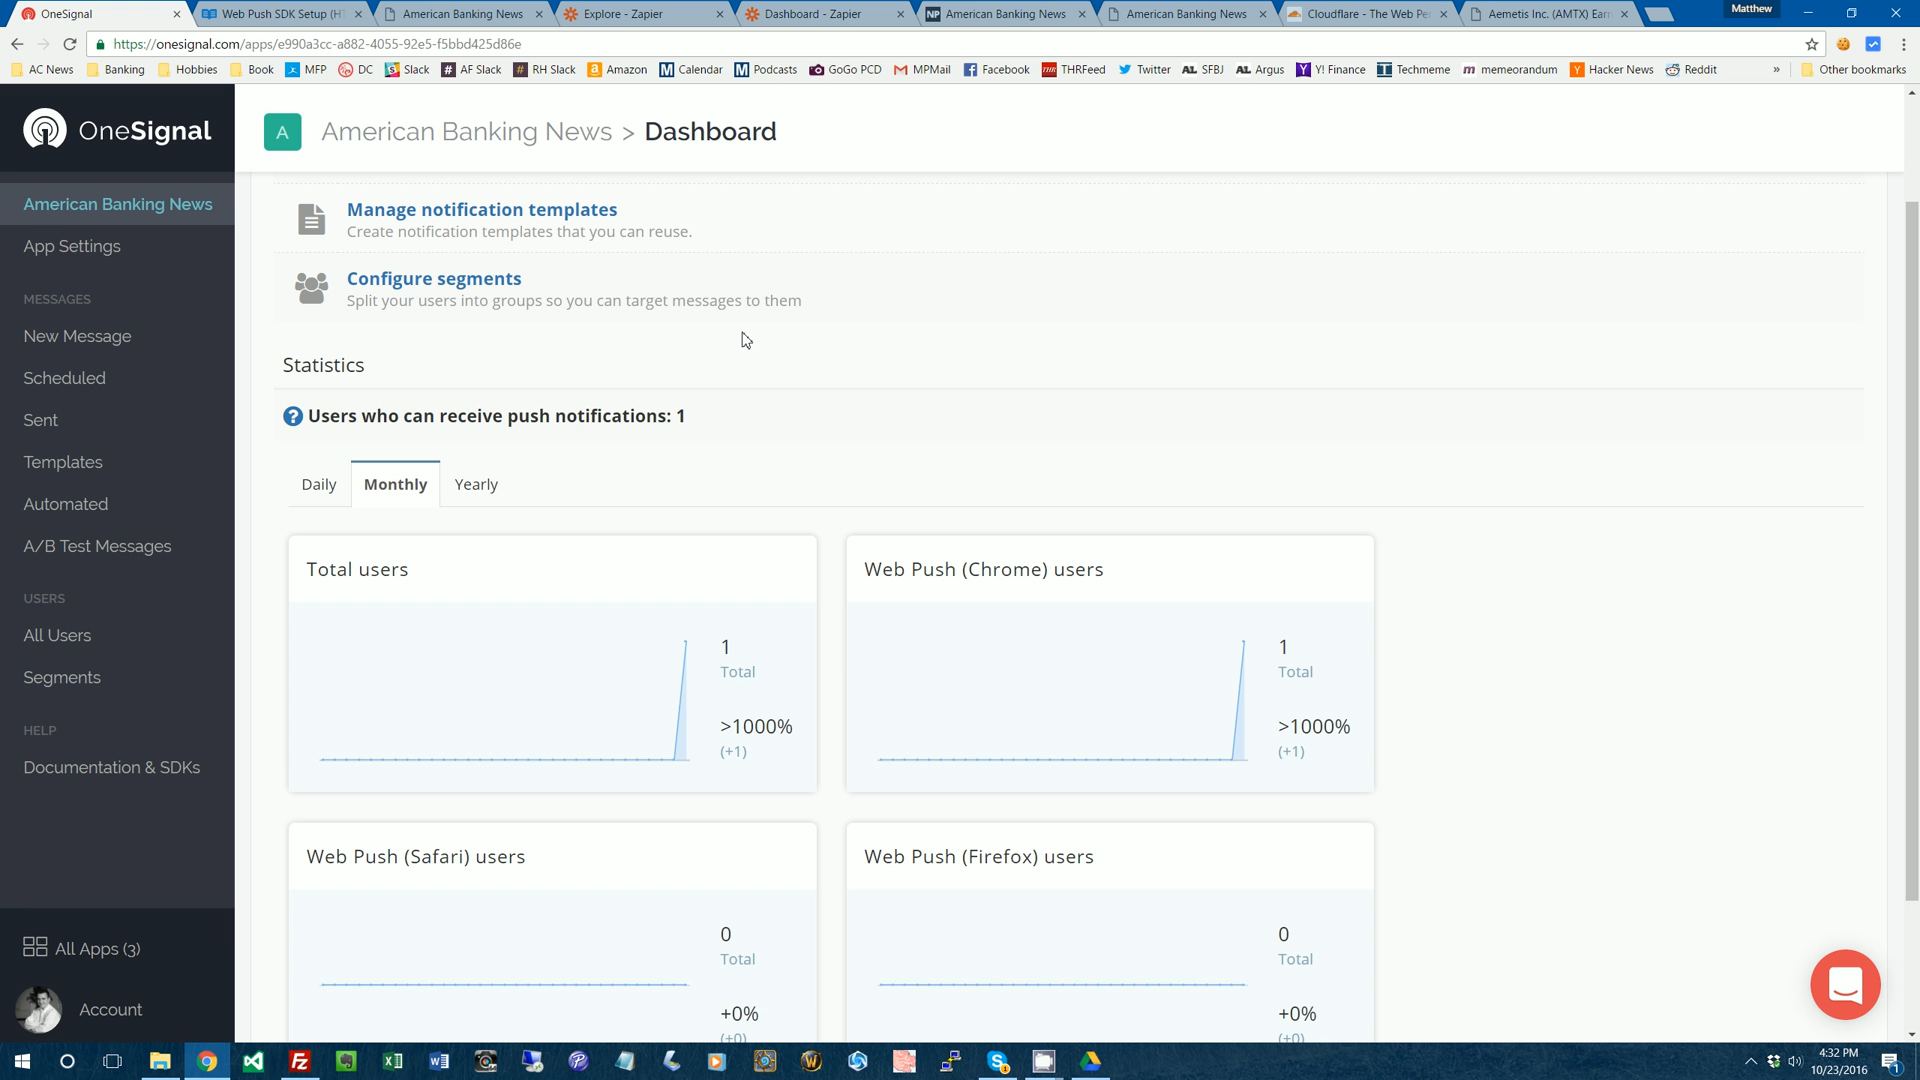 OneSignal
Web Push SDK Setup (HT
American Banking News
Explore - Zapier
Dashboard - Zapier
American Banking News
American Banking News
Cloudflare - The Web Pe
Aemetis Inc. (AMTX) Earn
Matthew
https://onesignal.com/apps/e990a3cc-a882-4055-92e5-f5bbd425d86e
AC News
Banking
Hobbies
Book
MFP
DC
Slack
AF Slack
RH Slack
Amazon
Calendar
Podcasts
GoGo PCD
MPMail
Facebook
THRFeed
Twitter
AL SFBJ
AL Argus
Y! Finance
Techmeme
memeorandum
Hacker News
Reddit
»
Other bookmarks
OneSignal
A
American Banking News > Dashboard
American Banking News
App Settings
MESSAGES
New Message
Scheduled
Sent
Templates
Automated
A/B Test Messages
USERS
All Users
Segments
HELP
Documentation & SDKs
All Apps (3)
Account
Manage notification templates
Create notification templates that you can reuse.
Configure segments
Split your users into groups so you can target messages to them
Statistics
Users who can receive push notifications: 1
Daily
Monthly
Yearly
Total users
1
Total
>1000%
(+1)
Web Push (Chrome) users
1
Total
>1000%
(+1)
Web Push (Safari) users
0
Total
+0%
(+0)
Web Push (Firefox) users
0
Total
+0%
(+0)
4:32 PM
10/23/2016